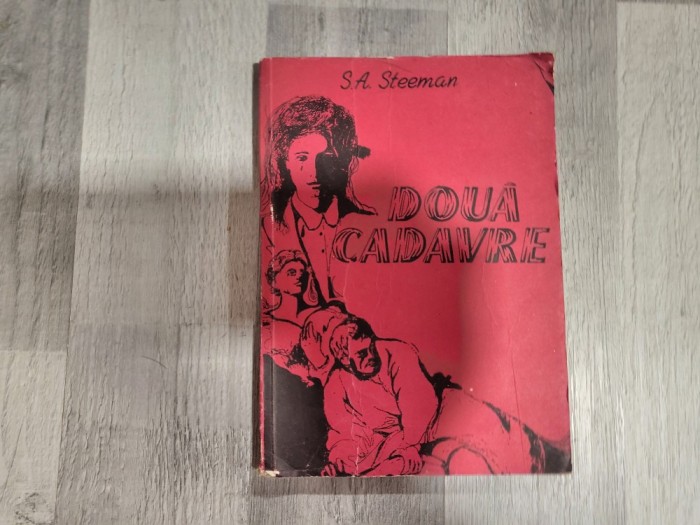 S.A. Steeman
DOUĂ
CADAVRE